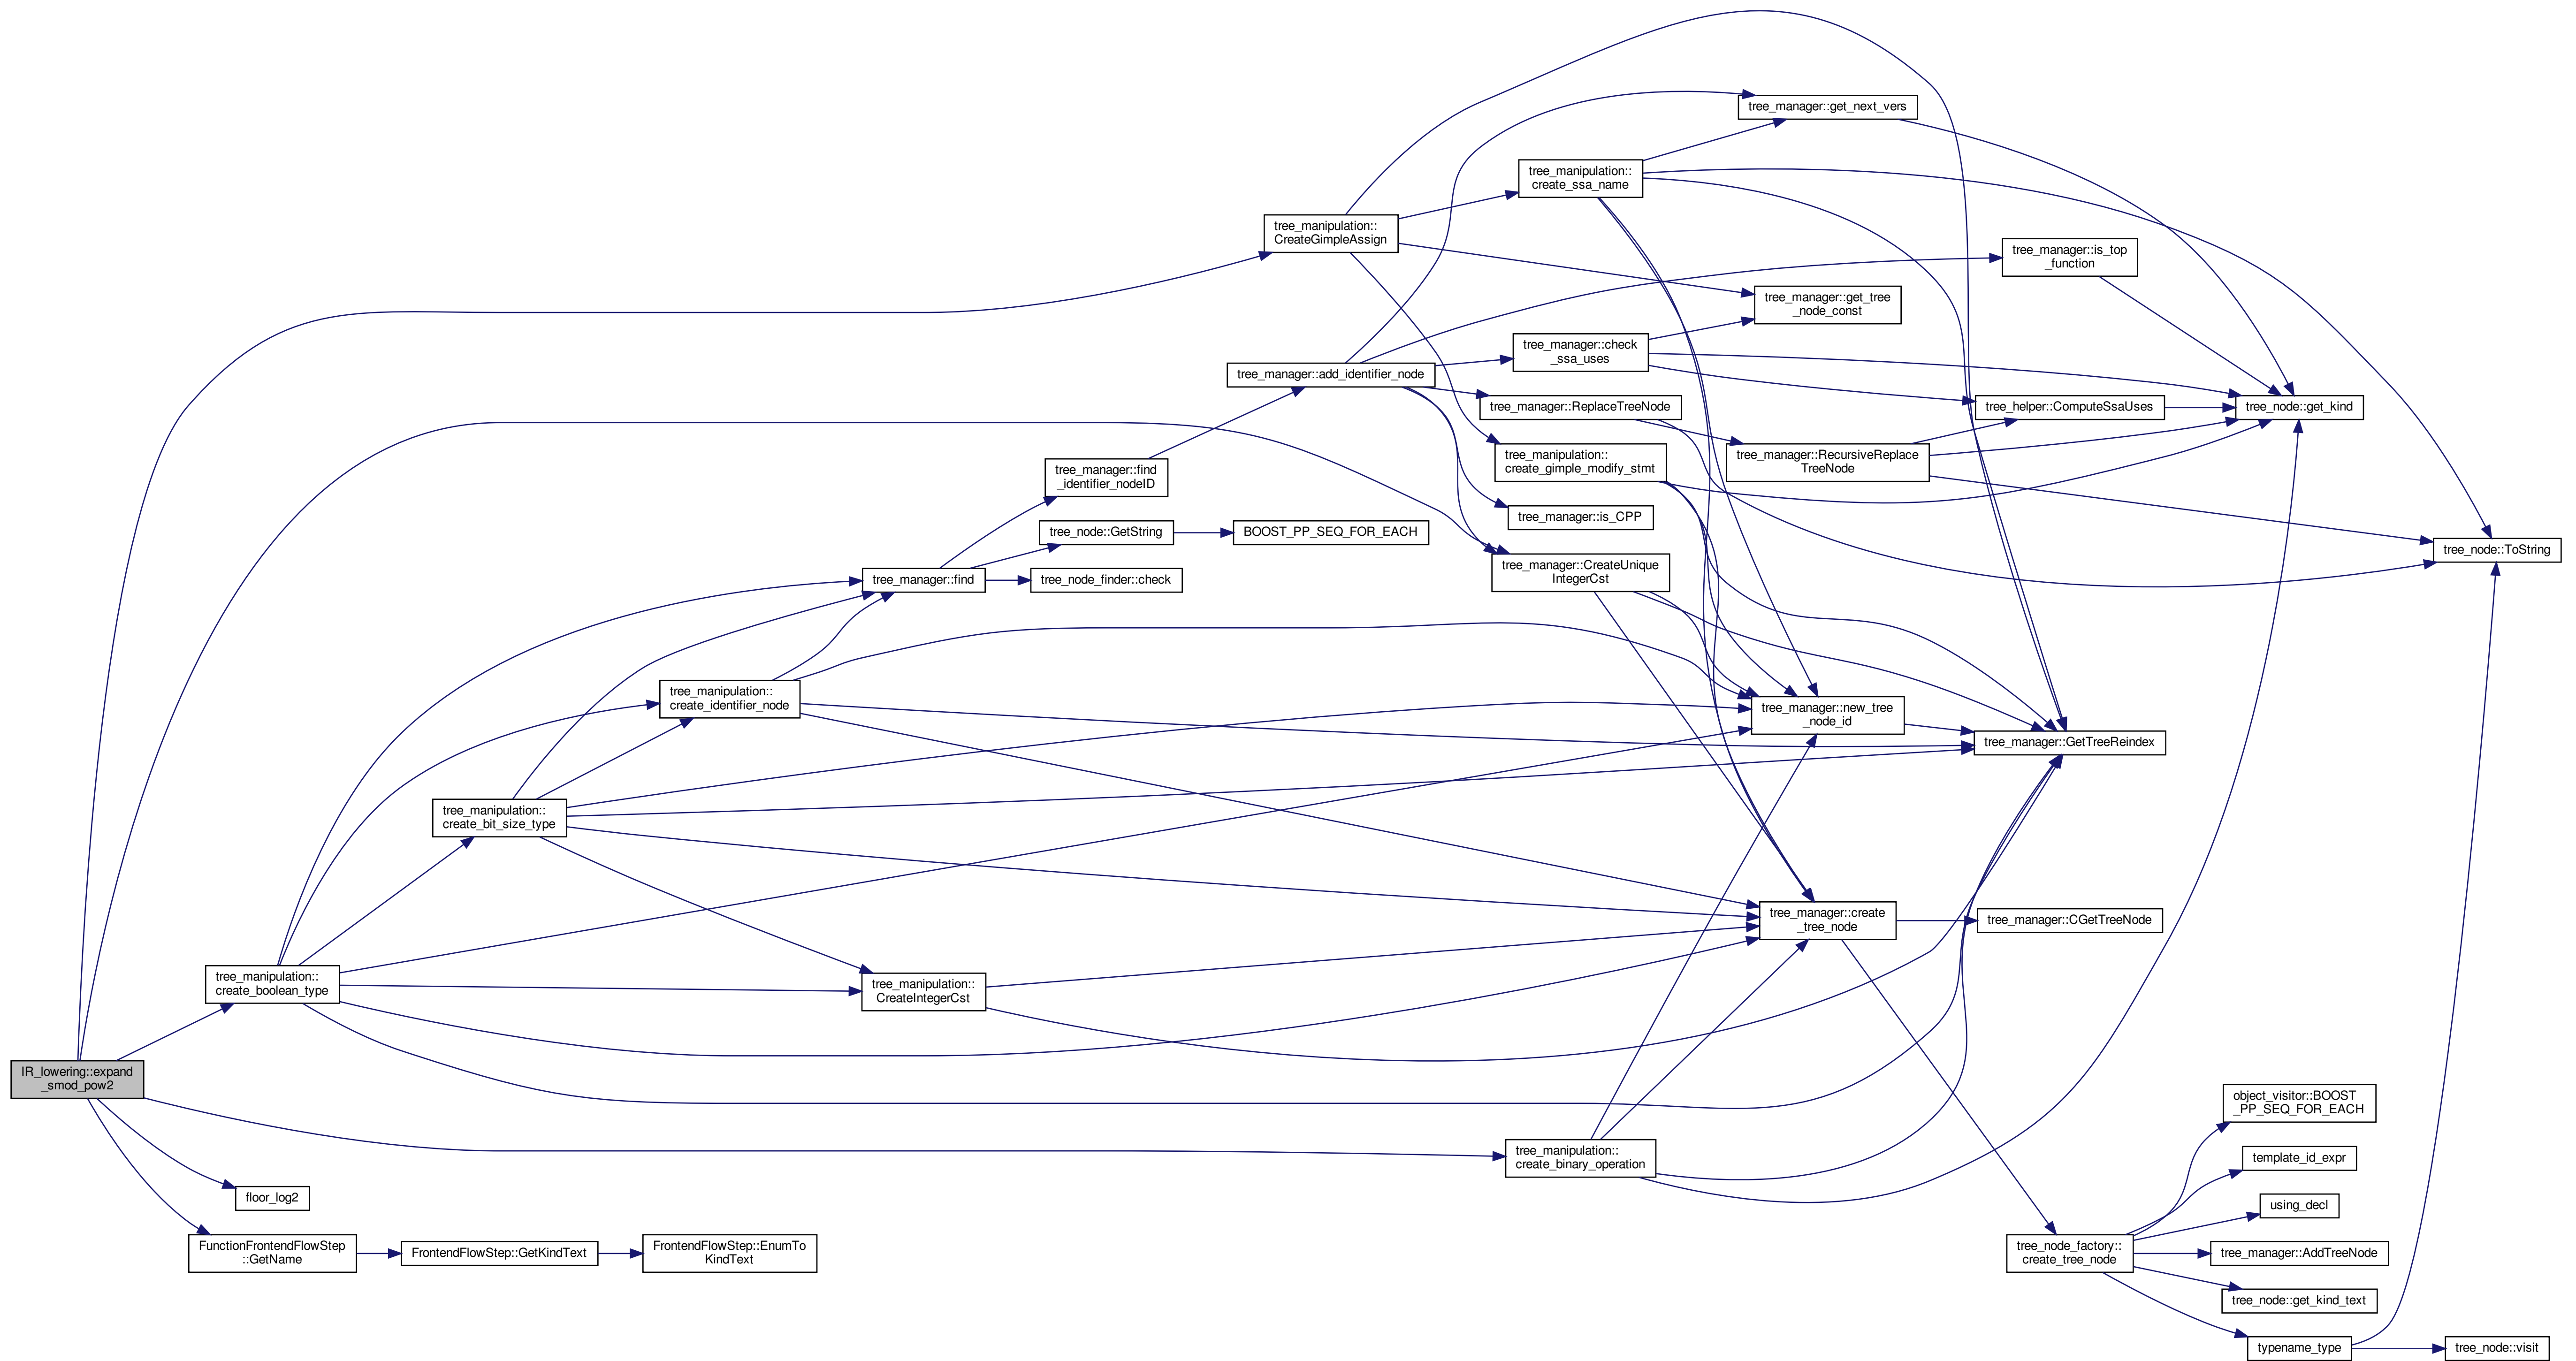 IR_lowering::expand
_smod_pow2
tree_manipulation::
create_boolean_type
floor_log2
FunctionFrontendFlowStep
::GetName
FrontendFlowStep::GetKindText
FrontendFlowStep::EnumTo
KindText
tree_manipulation::
create_bit_size_type
tree_manipulation::
create_identifier_node
tree_manager::find
tree_manipulation::
CreateIntegerCst
tree_manager::find
_identifier_nodeID
tree_node::GetString
tree_node_finder::check
BOOST_PP_SEQ_FOR_EACH
tree_manipulation::
CreateGimpleAssign
tree_manager::add_identifier_node
tree_manipulation::
create_ssa_name
tree_manager::check
_ssa_uses
tree_manager::ReplaceTreeNode
tree_manipulation::
create_gimple_modify_stmt
tree_manager::is_CPP
tree_manager::CreateUnique
IntegerCst
tree_manipulation::
create_binary_operation
tree_manager::get_next_vers
tree_manager::get_tree
_node_const
tree_manager::RecursiveReplace
TreeNode
tree_manager::new_tree
_node_id
tree_manager::create
_tree_node
tree_manager::is_top
_function
tree_helper::ComputeSsaUses
tree_manager::GetTreeReindex
tree_manager::CGetTreeNode
tree_node_factory::
create_tree_node
tree_node::get_kind
object_visitor::BOOST
_PP_SEQ_FOR_EACH
template_id_expr
using_decl
tree_manager::AddTreeNode
tree_node::get_kind_text
typename_type
tree_node::ToString
tree_node::visit